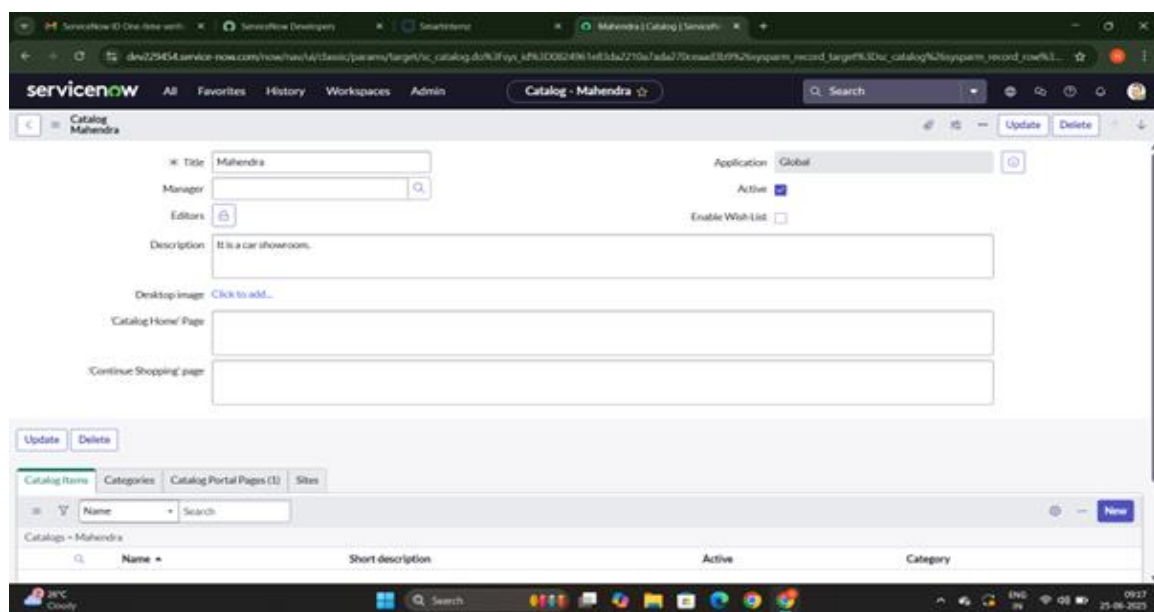 ServiceNow ID One-time verifi
ServiceNow Developers
SmartInternz
Mahendra | Catalog | ServiceN
servicenow All Favorites History Workspaces Admin Catalog - Mahendra Search
Catalog
Mahendra
Update Delete
Title Mahendra
Application Global
Manager
Active
Editors
Enable Wish List
Description It is a car showroom.
Desktop image Click to add...
'Catalog Home' Page
'Continue Shopping' page
Update Delete
Catalog Items Categories Catalog Portal Pages (1) Sites
Name Search
New
Catalogs = Mahendra
Name Short description Active Category
Cloudy
Search
ENG
IN
09:17
25-06-2025